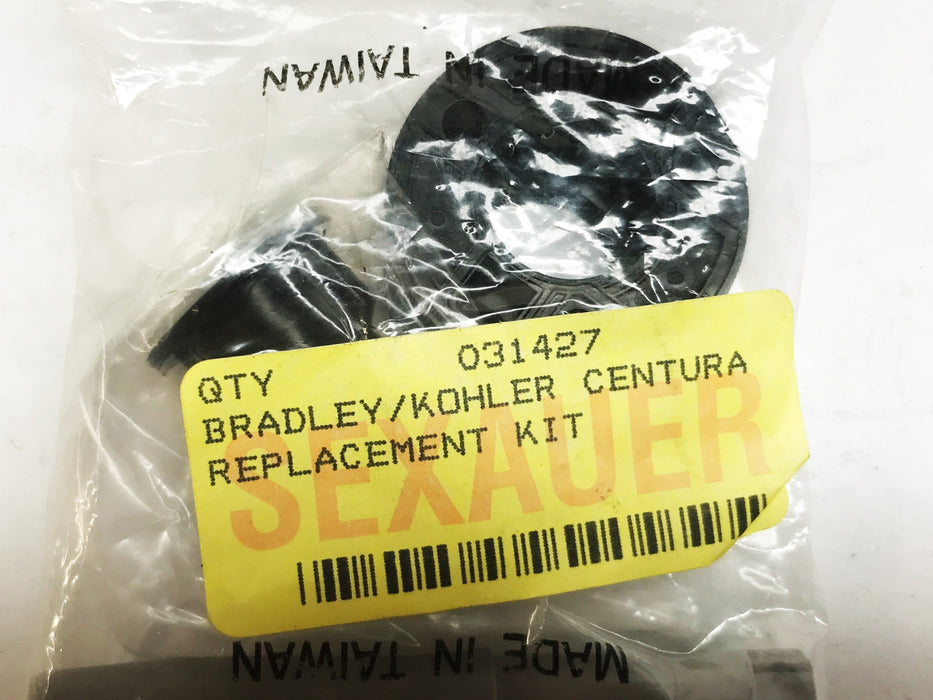 MADE IN TAIWAN
031427
QTY
BRADLEY/KOHLER CENTURA
REPLACEMENT KIT
SEXAUER
MADE IN TAIWAN